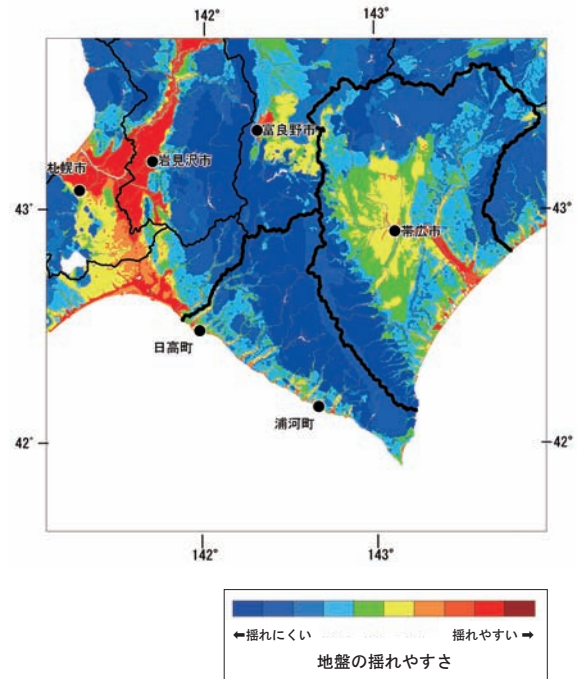 142°
143°
富良野市
岩見沢市
札幌市
43°
43°
帯広市
日高町
浦河町
42°
42°
142°
143°
←揺れにくい 揺れやすい➡
地盤の揺れやすさ